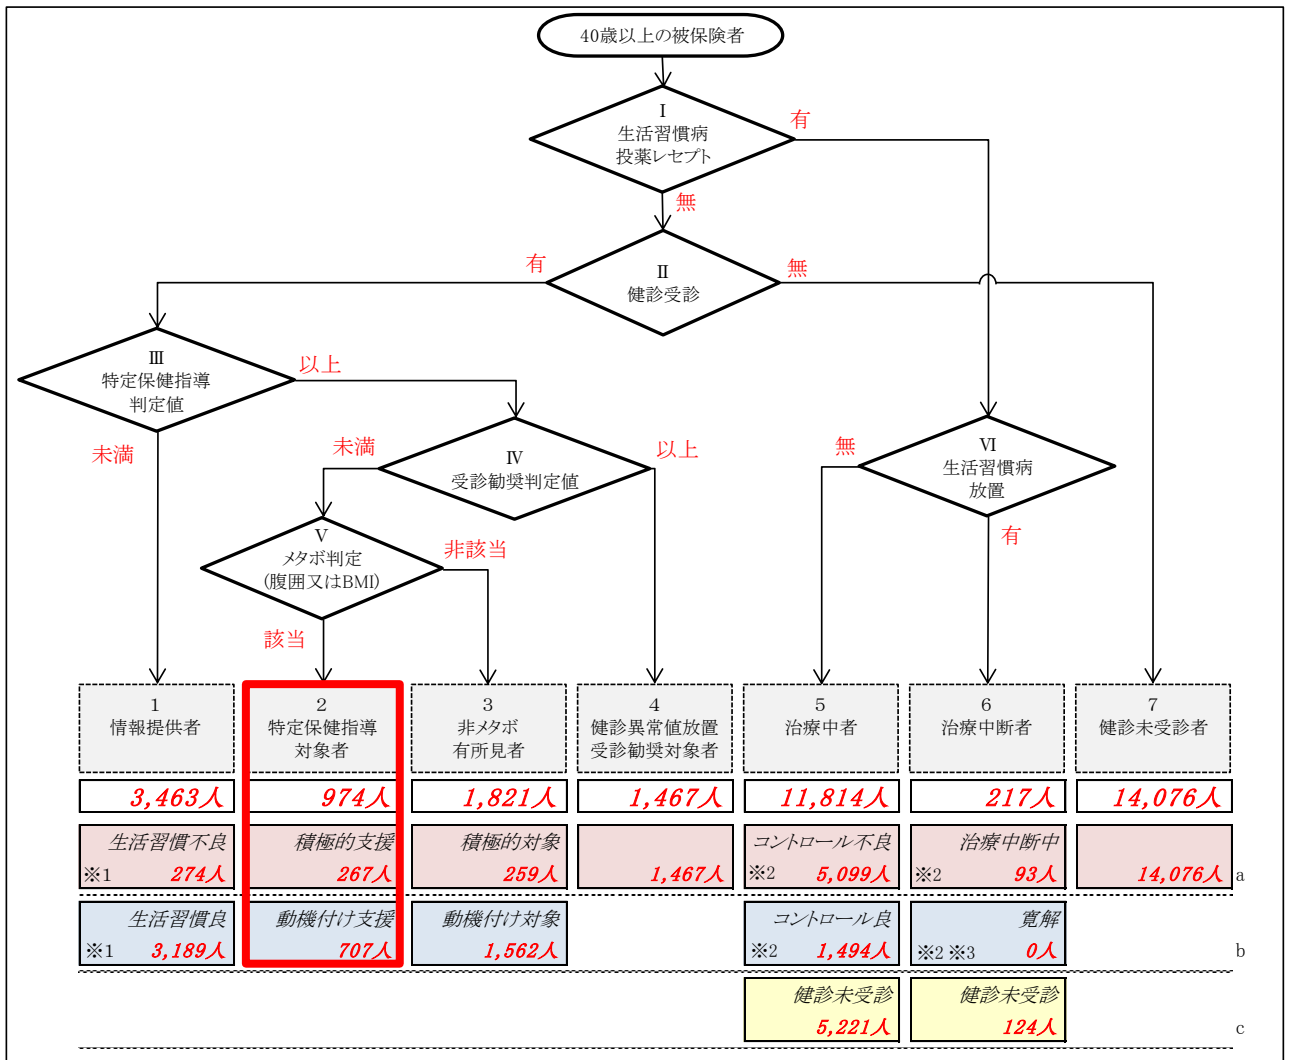 40歳以上の被保険者
Ⅰ
生活習慣病
投薬レセプト
有
無
Ⅱ
健診受診
有
無
Ⅲ
特定保健指導
判定値
以上
未満
Ⅳ
受診勧奨判定値
未満
以上
Ⅵ
生活習慣病
放置
無
有
Ⅴ
メタボ判定
(腹囲又はBMI)
非該当
該当
1
情報提供者
2
特定保健指導
対象者
3
非メタボ
有所見者
4
健診異常値放置
受診勧奨対象者
5
治療中者
6
治療中断者
7
健診未受診者
3,463人
974人
1,821人
1,467人
11,814人
217人
14,076人
生活習慣不良
※1 274人
積極的支援
267人
積極的対象
259人
1,467人
コントロール不良
※2 5,099人
治療中断中
※2 93人
14,076人
a
生活習慣良
※1 3,189人
動機付け支援
707人
動機付け対象
1,562人
コントロール良
※2 1,494人
寛解
※2 ※3 0人
b
健診未受診
5,221人
健診未受診
124人
c